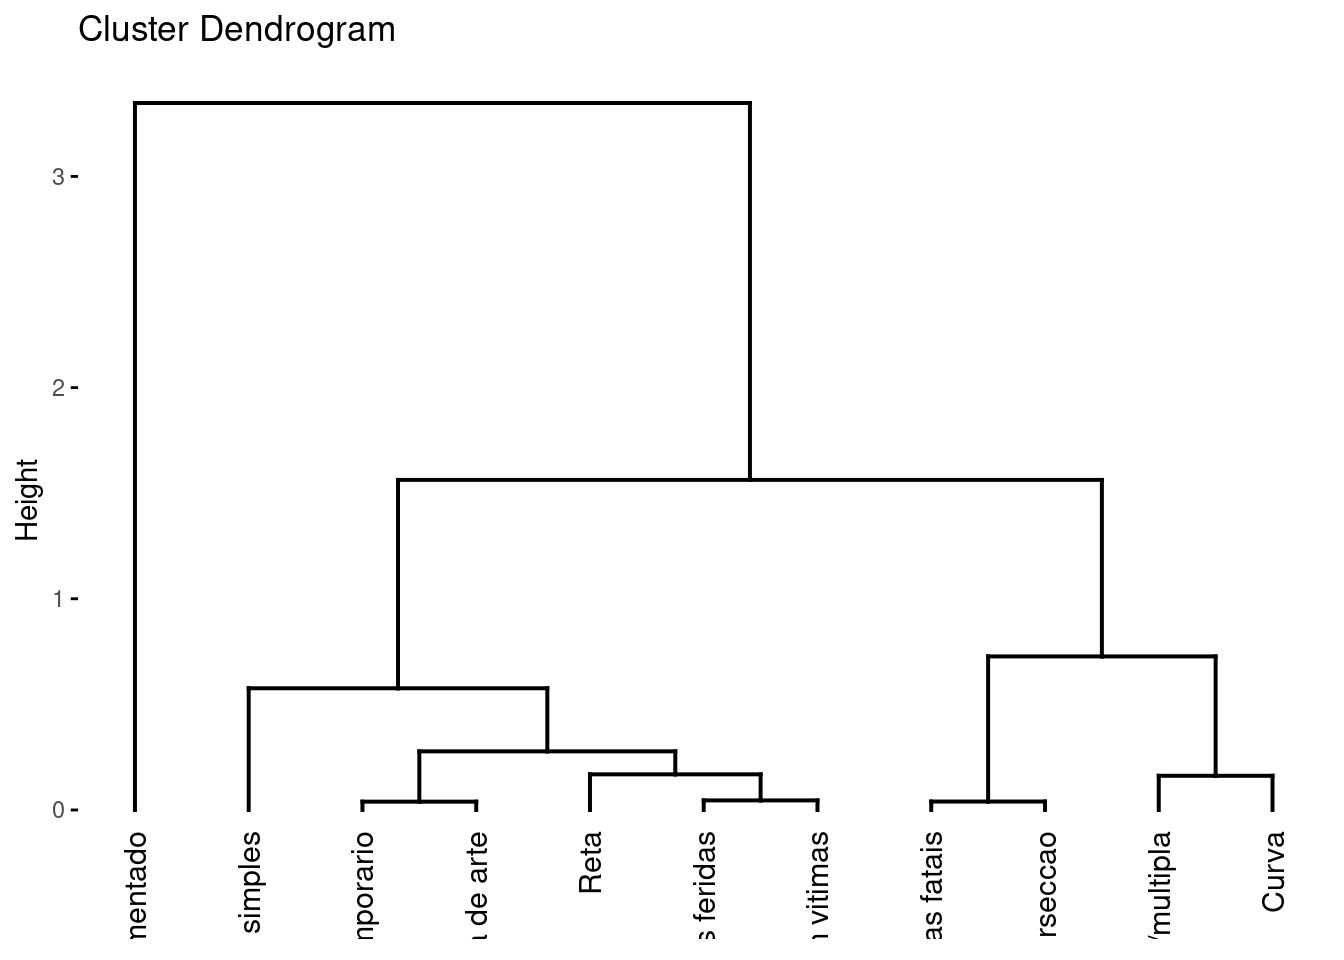 Cluster Dendrogram
Height
3
2
1
0
mentado
simples
mporario
a de arte
Reta
s feridas
n vitimas
as fatais
rseccao
/multipla
Curva